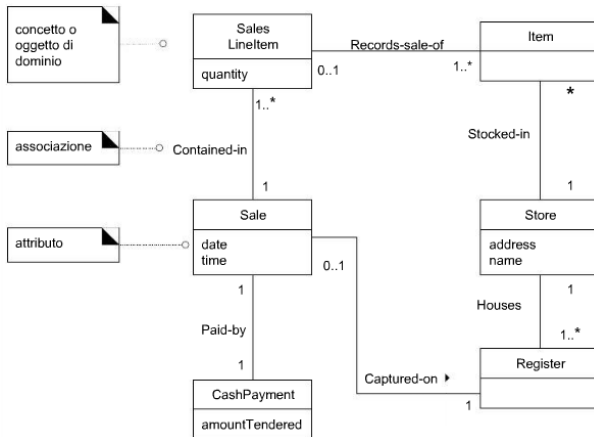 concetto o
oggetto di
dominio
Sales
LineItem
quantity
Records-sale-of
0..1
1..*
Item
*
1..*
associazione
Contained-in
Stocked-in
1
1
attributo
Sale
date
time
0..1
Store
address
name
1
1
Paid-by
Houses
1..*
1
Captured-on
1
Register
CashPayment
amountTendered